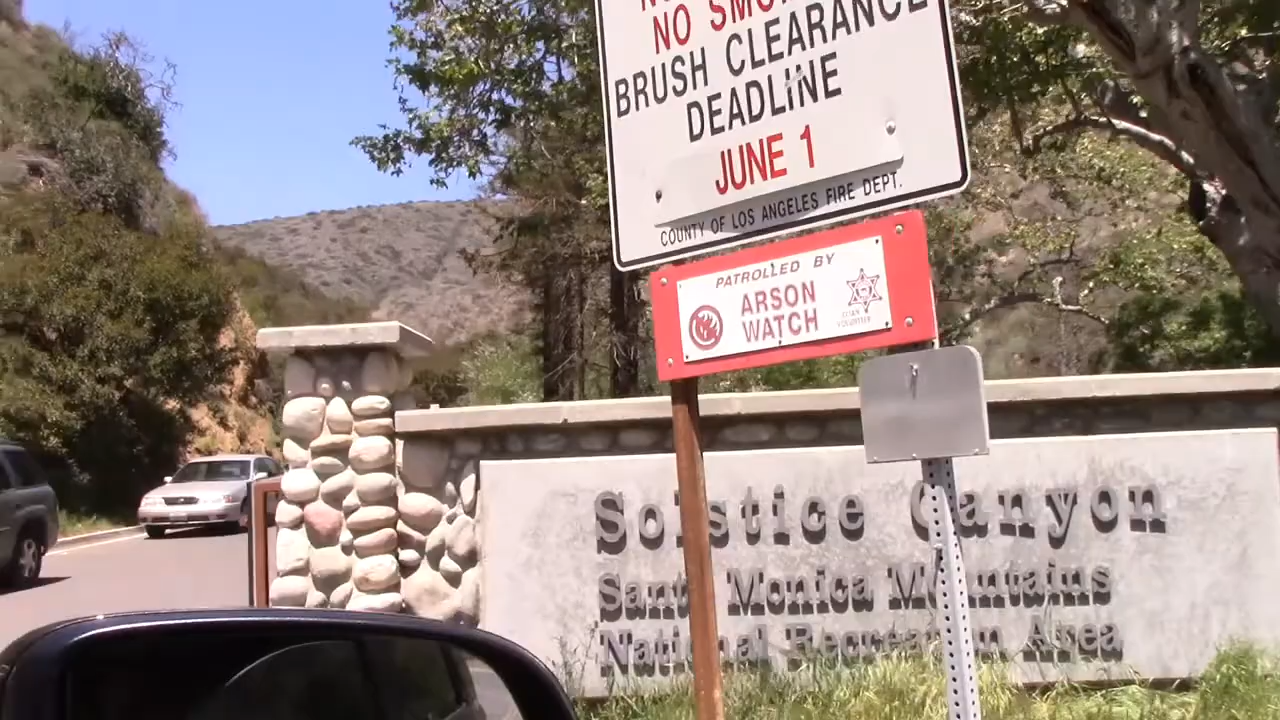 NO SMO
BRUSH CLEARANCE
DEADLINE
JUNE 1
COUNTY OF LOS ANGELES FIRE DEPT.
PATROLLED BY
ARSON
WATCH
Solstice Canyon
Santa Monica Mountains
National Recreation Area